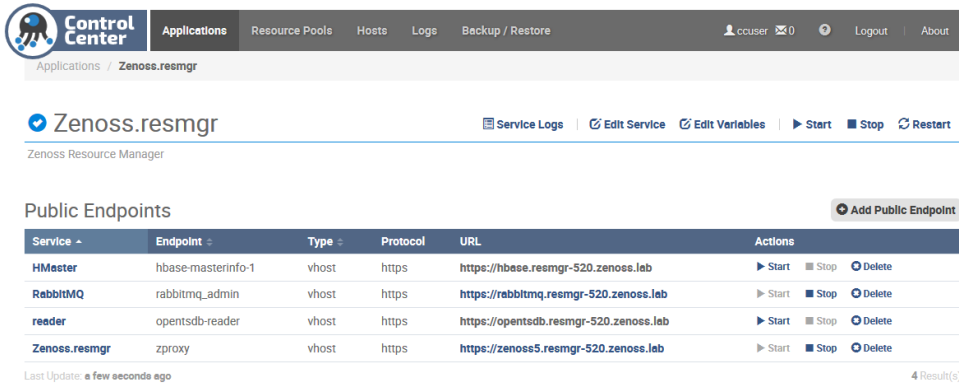 Control Center Applications Resource Pools Hosts Logs Backup / Restore ccuser 0 Logout | About
Applications / Zenoss.resmgr
Zenoss.resmgr Service Logs | Edit Service Edit Variables | Start Stop Restart
Zenoss Resource Manager
Public Endpoints Add Public Endpoint
Service Endpoint Type Protocol URL Actions
HMaster hbase-masterinfo-1 vhost https https://hbase.resmgr-520.zenoss.lab Start Stop Delete
RabbitMQ rabbitmq_admin vhost https https://rabbitmq.resmgr-520.zenoss.lab Start Stop Delete
reader opentsdb-reader vhost https https://opentsdb.resmgr-520.zenoss.lab Start Stop Delete
Zenoss.resmgr zproxy vhost https https://zenoss5.resmgr-520.zenoss.lab Start Stop Delete
Last Update: a few seconds ago 4 Result(s)